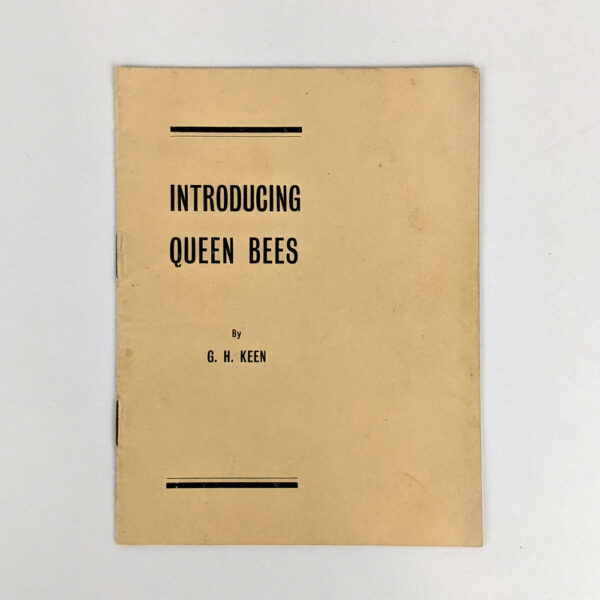 INTRODUCING
QUEEN BEES
By
G. H. KEEN